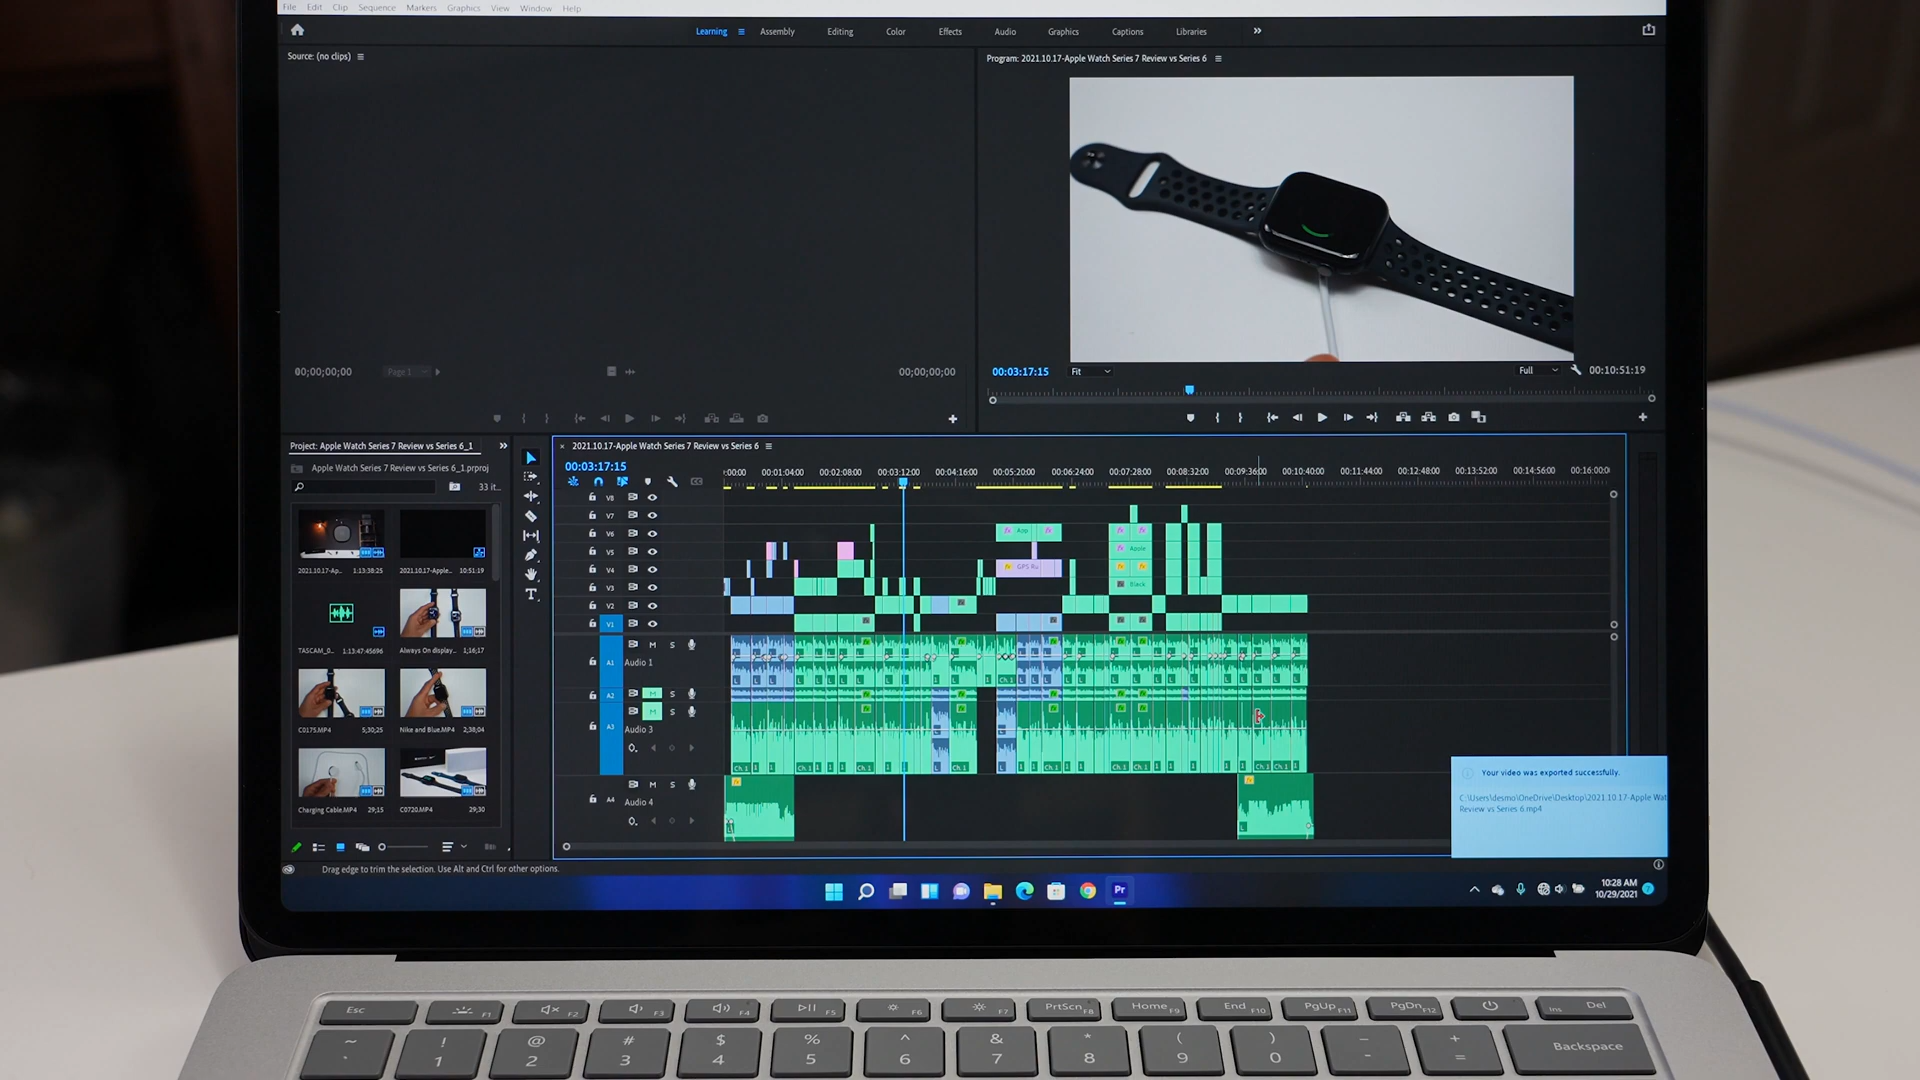 File Edit Clip Sequence Markers Graphics View Window Help
Learning Assembly Editing Color Effects Audio Graphics Captions Libraries
Source: (no clips)
Program: 2021.10.17-Apple Watch Series 7 Review vs Series 6
00;00;00;00 Page 1 00;00;00;00
00:03:17:15 Fit Full 00:10:51:19
Project: Apple Watch Series 7 Review vs Series 6_1
Apple Watch Series 7 Review vs Series 6_1.prproj
33 it...
2021.10.17-Ap... 1:13:38:25
2021.10.17-Apple... 10:51:19
TASCAM_0... 1:13:47:45696
Always On display... 1;16;17
C0175.MP4 5;30;25
Nike and Blue.MP4 2;38;04
Charging Cable.MP4 29;15
C0720.MP4 29;30
2021.10.17-Apple Watch Series 7 Review vs Series 6
00:03:17:15
:00:00 00:01:04:00 00:02:08:00 00:03:12:00 00:04:16:00 00:05:20:00 00:06:24:00 00:07:28:00 00:08:32:00 00:09:36:00 00:10:40:00 00:11:44:00 00:12:48:00 00:13:52:00 00:14:56:00 00:16:00:0
V8
V7
V6 App
V5 Apple
V4 GPS Ru
V3 Black
V2
V1
M S
A1 Audio 1
A2 M S
M S
A3 Audio 3
M S
A4 Audio 4
Your video was exported successfully.
C:\Users\desmo\OneDrive\Desktop\2021.10.17-Apple Wat
Review vs Series 6.mp4
Drag edge to trim the selection. Use Alt and Ctrl for other options.
Pr
10:28 AM
10/29/2021
Esc F1 F2 F3 F4 F5 F6 F7 PrtScn F8 Home F9 End F10 PgUp F11 PgDn F12 Ins Del
~ ! @ # $ % ^ & * ( ) _ +
` 1 2 3 4 5 6 7 8 9 0 - = Backspace